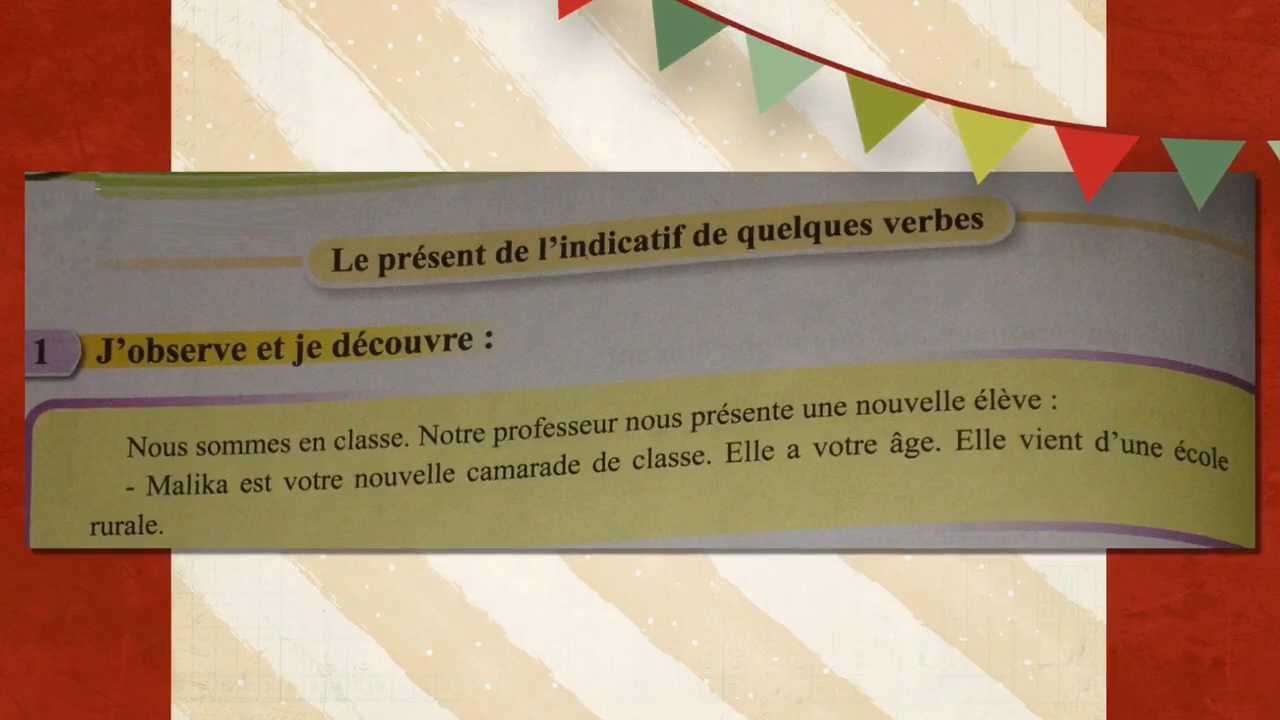 Le présent de l'indicatif de quelques verbes
1 J'observe et je découvre :
Nous sommes en classe. Notre professeur nous présente une nouvelle élève :
- Malika est votre nouvelle camarade de classe. Elle a votre âge. Elle vient d'une école
rurale.